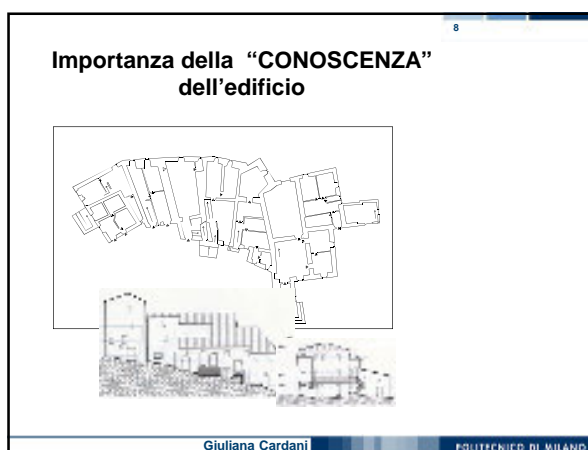 8
Importanza della “CONOSCENZA”
dell’edificio
Giuliana Cardani
POLITECNICO DI MILANO